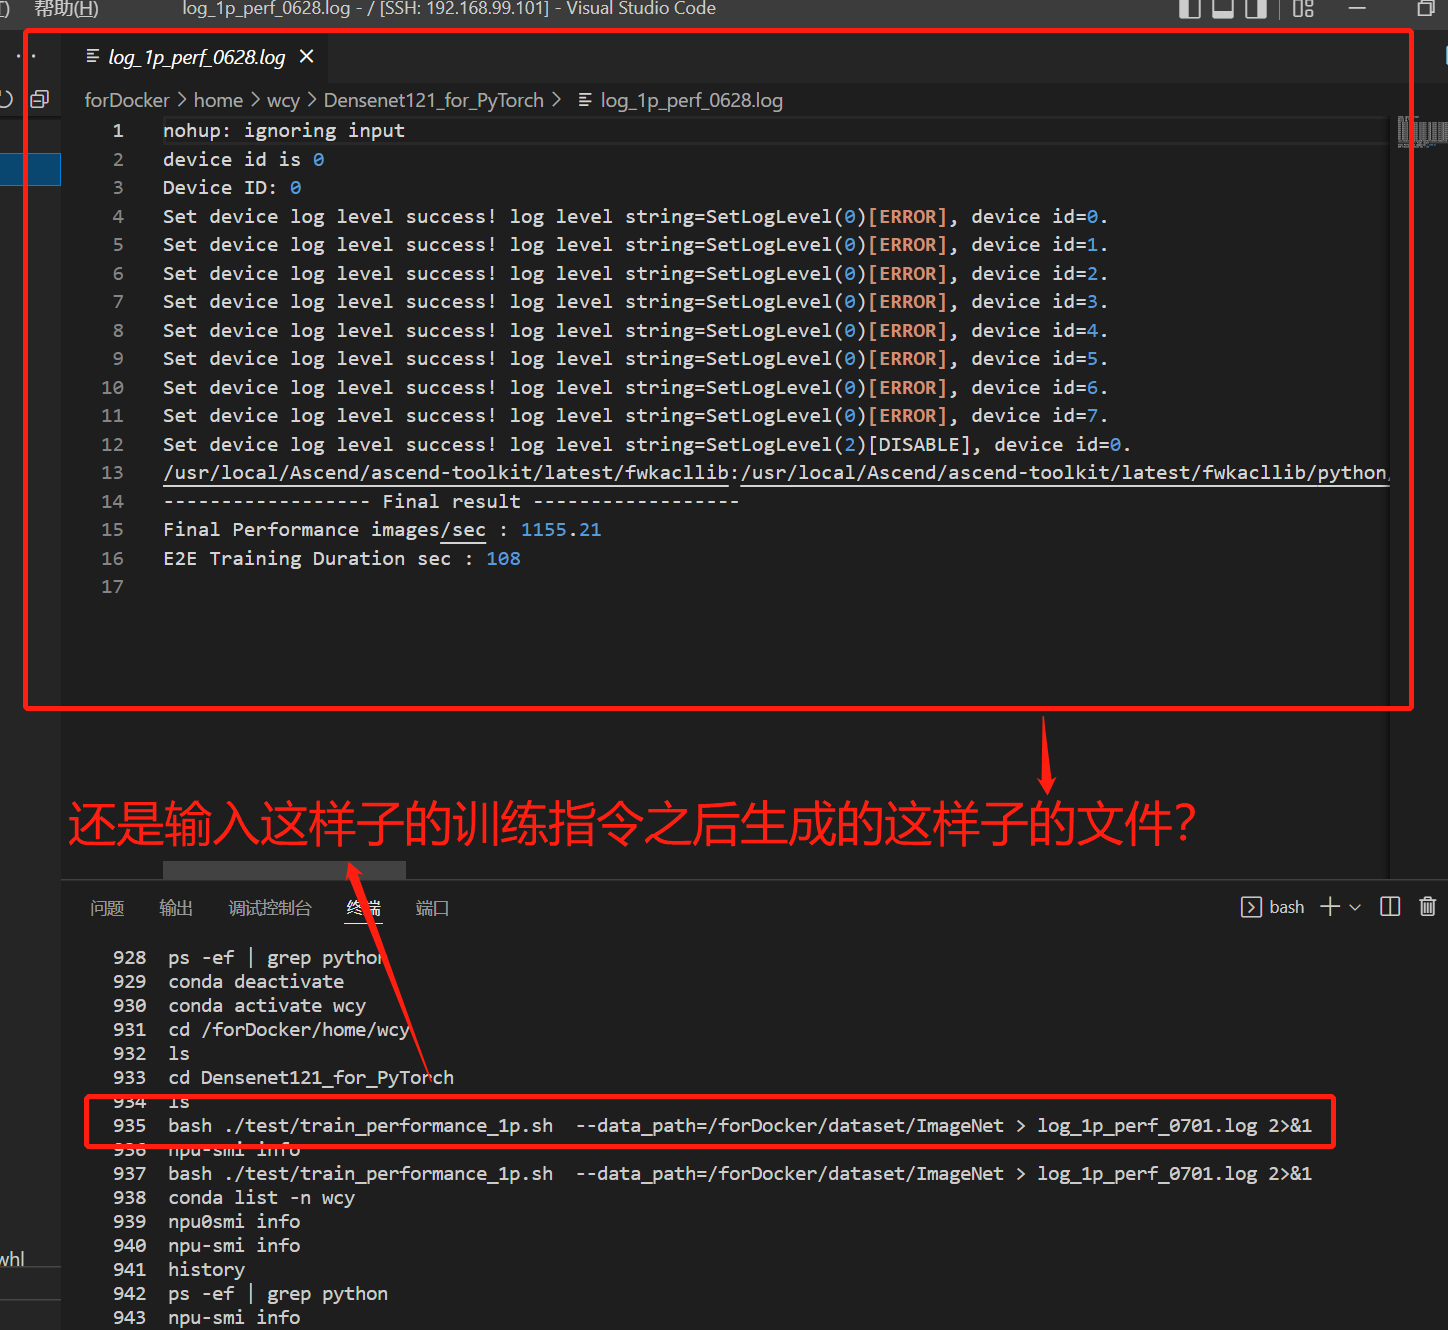 帮助(H) log_1p_perf_0628.log - / [SSH: 192.168.99.101] - Visual Studio Code
log_1p_perf_0628.log
forDocker > home > wcy > Densenet121_for_PyTorch > log_1p_perf_0628.log
1 nohup: ignoring input
2 device id is 0
3 Device ID: 0
4 Set device log level success! log level string=SetLogLevel(0)[ERROR], device id=0.
5 Set device log level success! log level string=SetLogLevel(0)[ERROR], device id=1.
6 Set device log level success! log level string=SetLogLevel(0)[ERROR], device id=2.
7 Set device log level success! log level string=SetLogLevel(0)[ERROR], device id=3.
8 Set device log level success! log level string=SetLogLevel(0)[ERROR], device id=4.
9 Set device log level success! log level string=SetLogLevel(0)[ERROR], device id=5.
10 Set device log level success! log level string=SetLogLevel(0)[ERROR], device id=6.
11 Set device log level success! log level string=SetLogLevel(0)[ERROR], device id=7.
12 Set device log level success! log level string=SetLogLevel(2)[DISABLE], device id=0.
13 /usr/local/Ascend/ascend-toolkit/latest/fwkacllib:/usr/local/Ascend/ascend-toolkit/latest/fwkacllib/python/
14 ------------------ Final result ------------------
15 Final Performance images/sec : 1155.21
16 E2E Training Duration sec : 108
17
还是输入这样子的训练指令之后生成的这样子的文件?
问题 输出 调试控制台 终端 端口 bash
928 ps -ef | grep python
929 conda deactivate
930 conda activate wcy
931 cd /forDocker/home/wcy
932 ls
933 cd Densenet121_for_PyTorch
934 ls
935 bash ./test/train_performance_1p.sh --data_path=/forDocker/dataset/ImageNet > log_1p_perf_0701.log 2>&1
936 npu-smi info
937 bash ./test/train_performance_1p.sh --data_path=/forDocker/dataset/ImageNet > log_1p_perf_0701.log 2>&1
938 conda list -n wcy
939 npu0smi info
940 npu-smi info
941 history
942 ps -ef | grep python
943 npu-smi info
whl